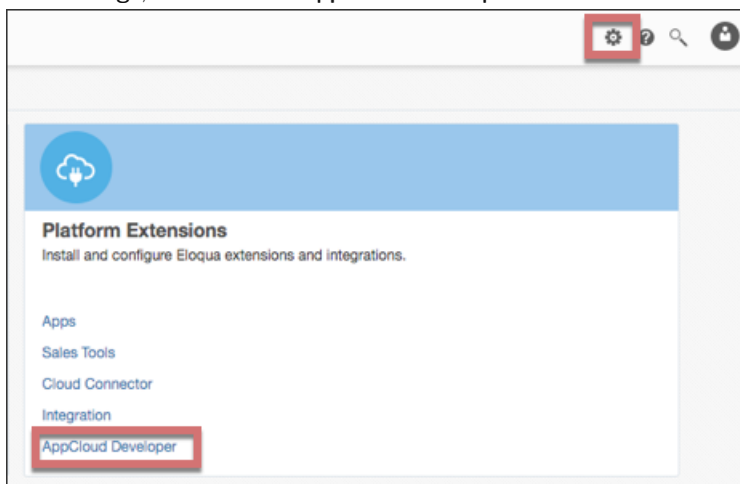 Platform Extensions
Install and configure Eloqua extensions and integrations.
Apps
Sales Tools
Cloud Connector
Integration
AppCloud Developer